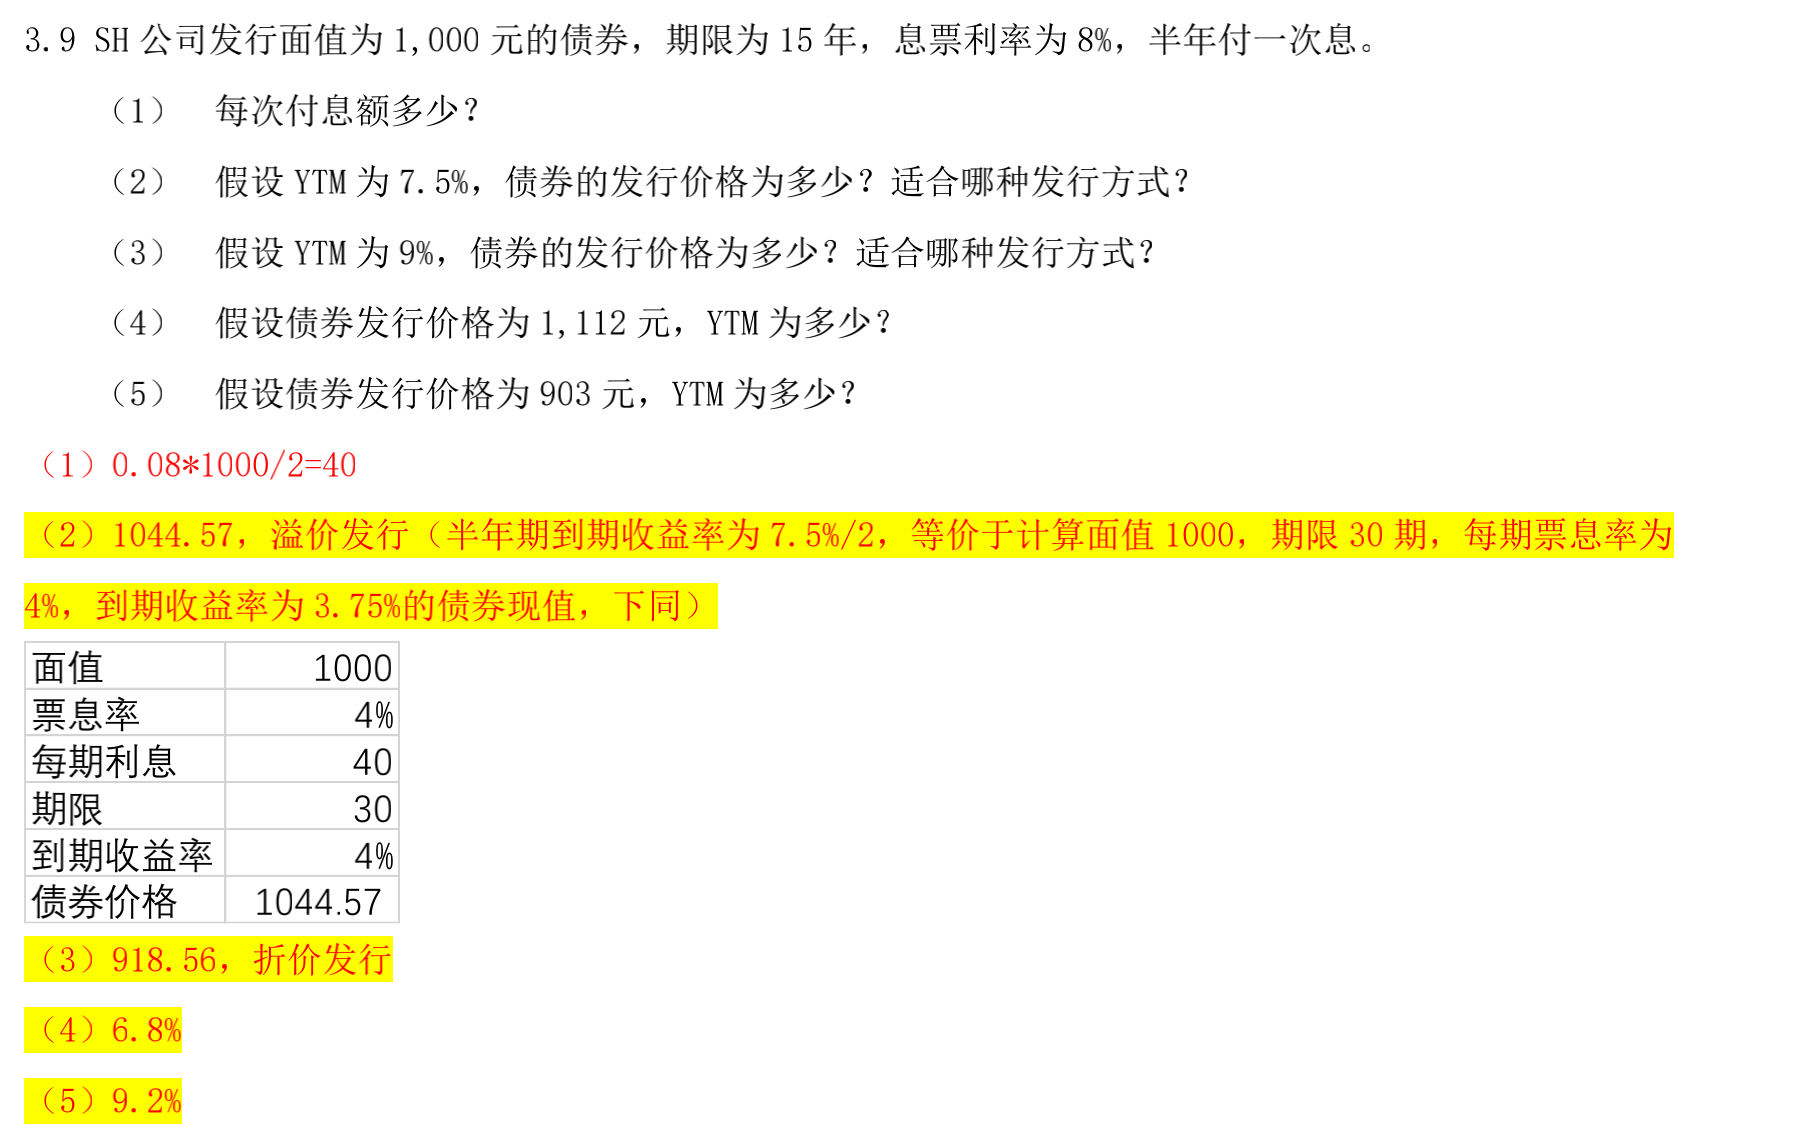 3.9 SH 公司发行面值为 1,000 元的债券，期限为 15 年，息票利率为 8%，半年付一次息。
（1） 每次付息额多少？
（2） 假设 YTM 为 7.5%，债券的发行价格为多少？适合哪种发行方式？
（3） 假设 YTM 为 9%，债券的发行价格为多少？适合哪种发行方式？
（4） 假设债券发行价格为 1,112 元，YTM 为多少？
（5） 假设债券发行价格为 903 元，YTM 为多少？
（1）0.08*1000/2=40
（2）1044.57，溢价发行（半年期到期收益率为 7.5%/2，等价于计算面值 1000，期限 30 期，每期票息率为
4%，到期收益率为 3.75%的债券现值，下同）
面值 1000
票息率 4%
每期利息 40
期限 30
到期收益率 4%
债券价格 1044.57
（3）918.56，折价发行
（4）6.8%
（5）9.2%